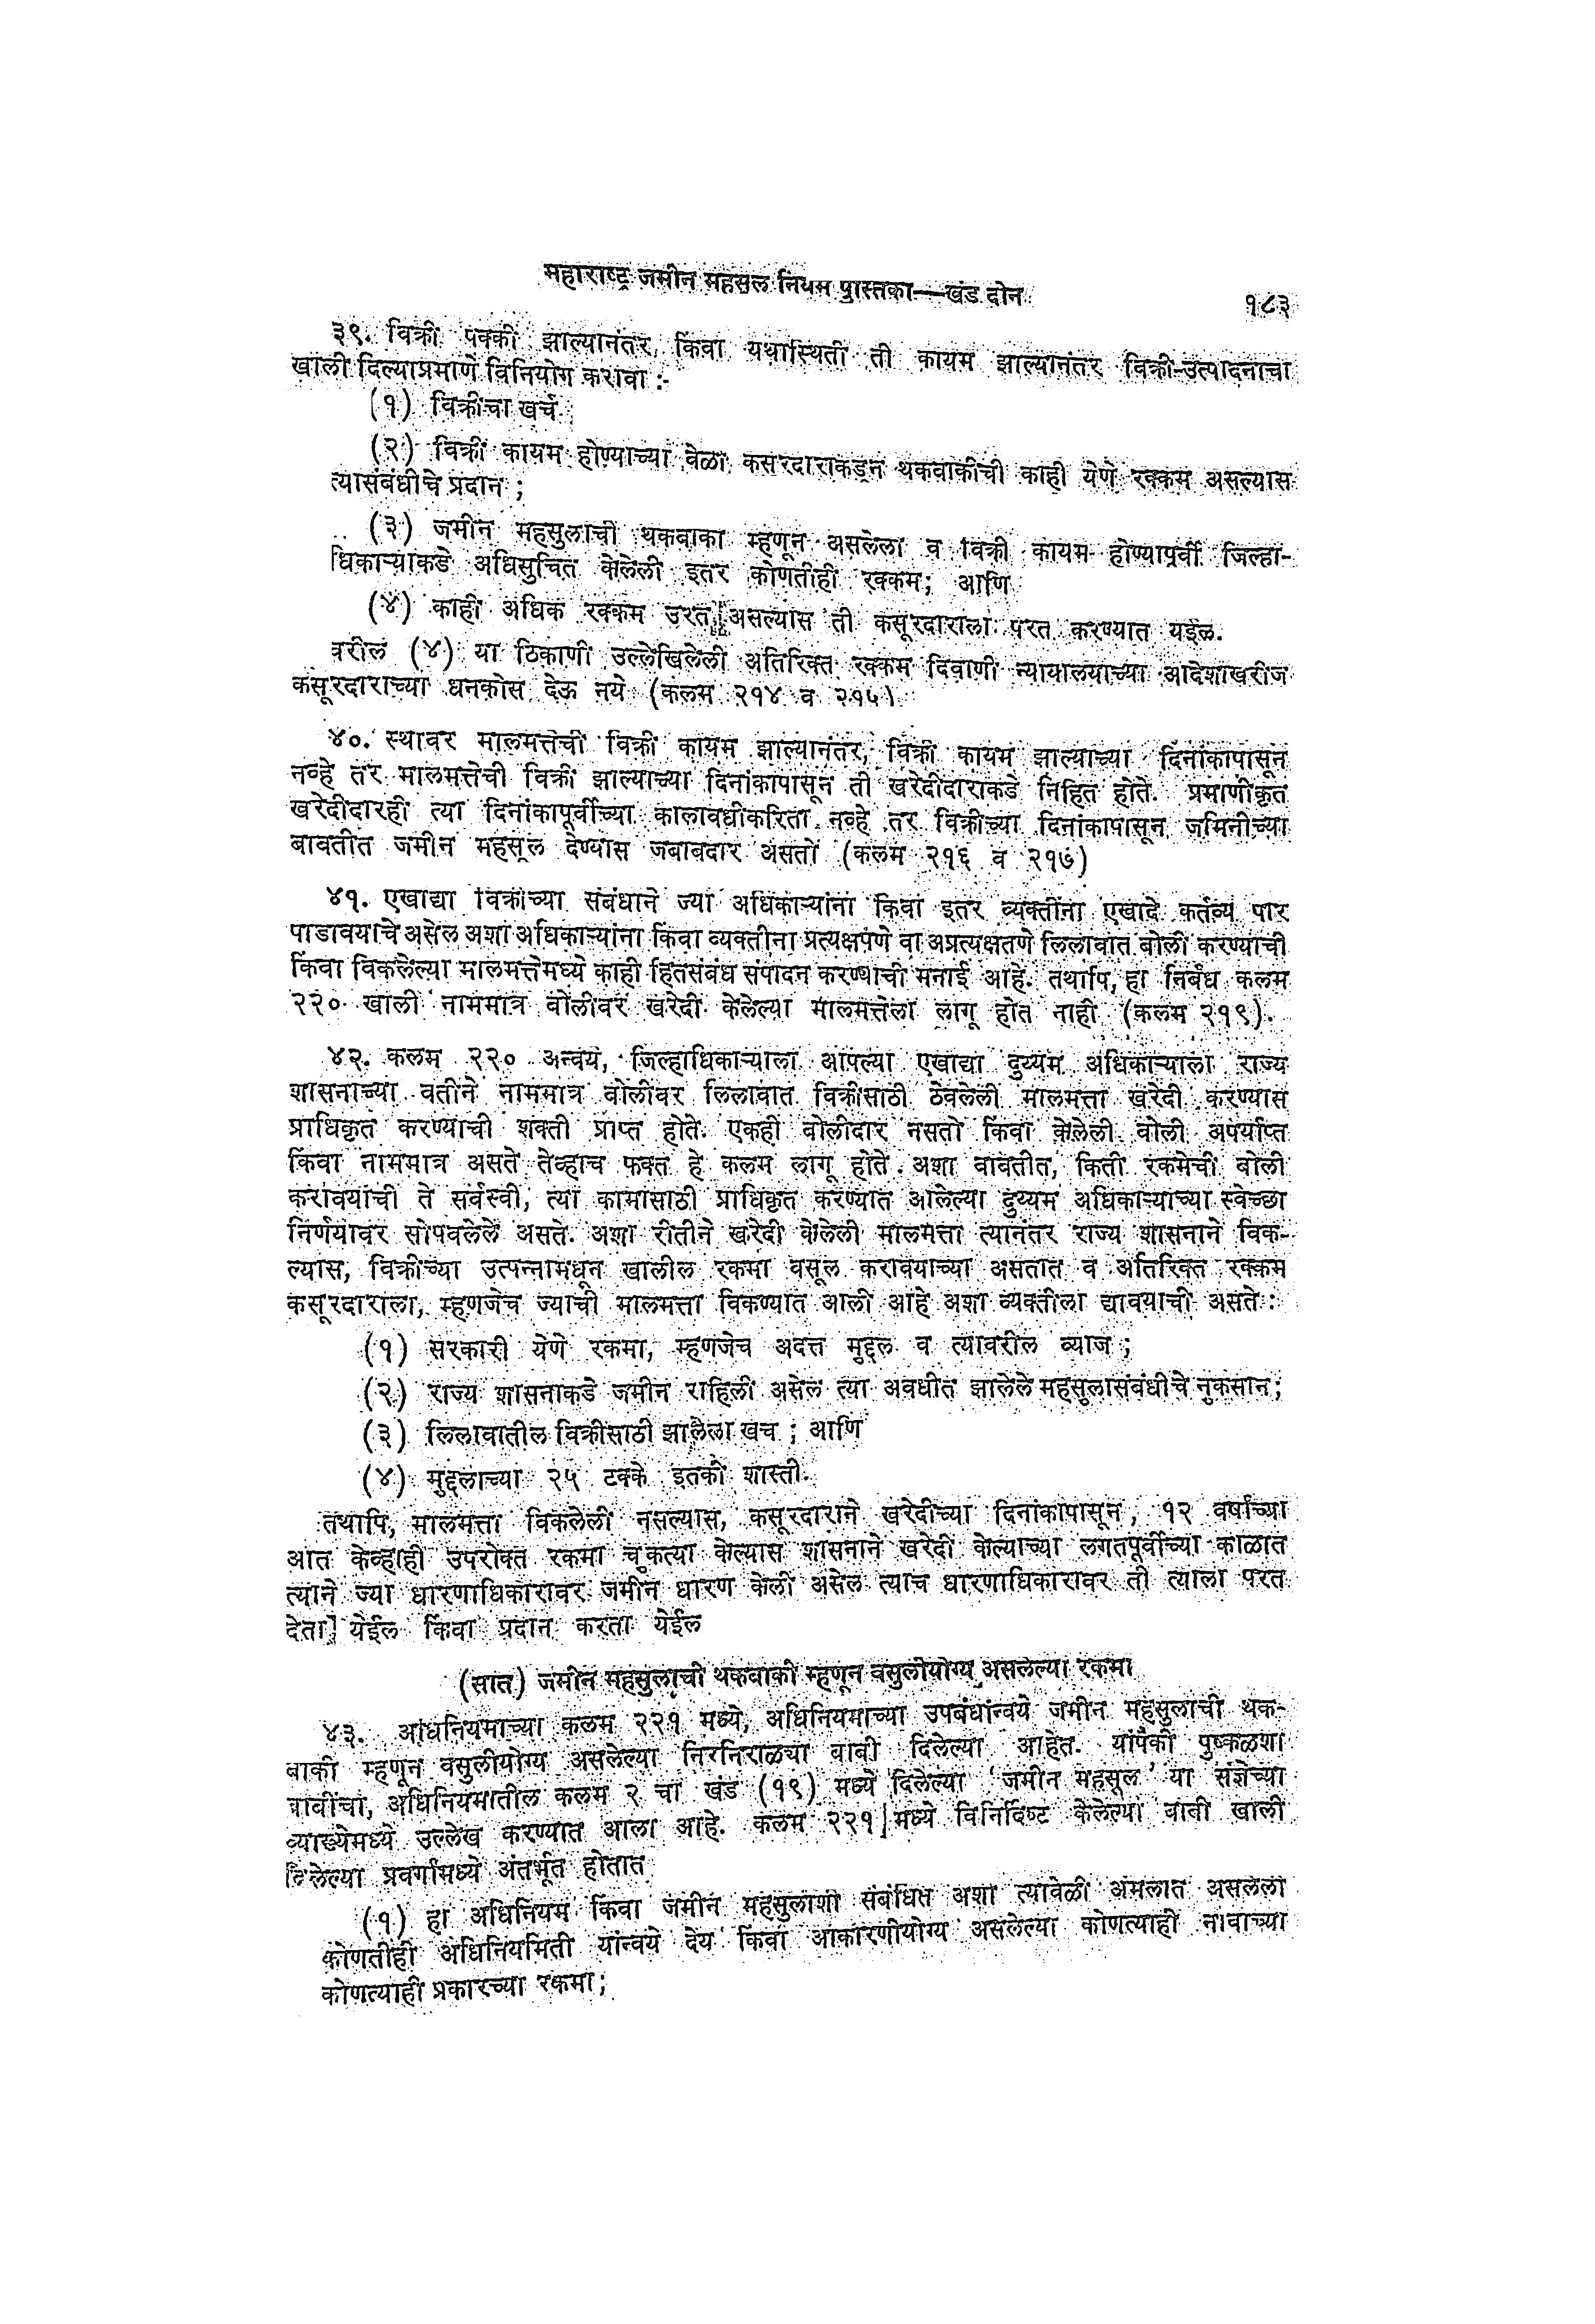 महाराष्ट्र जमीन महसूल नियम पुस्तिका—खंड दोन
१८३
३९. विक्री पक्की झाल्यानंतर किंवा यथास्थिती ती कायम झाल्यानंतर विक्री-उत्पादनाचा
खाली दिल्याप्रमाणे विनियोग करावा :-
(१) विक्रीचा खर्च.
(२) विक्री कायम होण्याच्या वेळी कसूरदाराकडून थकबाकीची काही येणे रक्कम असल्यास
त्यासंबंधीचे प्रदान ;
(३) जमीन महसुलाची थकबाकी म्हणून असलेली व विक्री कायम होण्यापूर्वी जिल्हा-
धिकाऱ्याकडे अधिसुचित केलेली इतर कोणतीही रक्कम; आणि
(४) काही अधिक रक्कम उरत असल्यास ती कसूरदाराला परत करण्यात येईल.
वरील (४) या ठिकाणी उल्लेखिलेली अतिरिक्त रक्कम दिवाणी न्यायालयाच्या आदेशाखेरीज
कसूरदाराच्या धनकोस देऊ नये (कलम २१४ व २१५)
४०. स्थावर मालमत्तेची विक्री कायम झाल्यानंतर, विक्री कायम झाल्याच्या दिनांकापासून
नव्हे तर मालमत्तेची विक्री झाल्याच्या दिनांकापासून ती खरेदीदाराकडे निहित होते. प्रमाणीकृत
खरेदीदारही त्या दिनांकापूर्वीच्या कालावधीकरिता नव्हे तर विक्रीच्या दिनांकापासून जमिनीच्या
बाबतीत जमीन महसूल देण्यास जबाबदार असतो (कलम २१६ व २१७)
४१. एखाद्या विक्रीच्या संबंधाने ज्या अधिकाऱ्यांना किंवा इतर व्यक्तींना एखादे कर्तव्य पार
पाडावयाचे असेल अशा अधिकाऱ्यांना किंवा व्यक्तींना प्रत्यक्षपणे वा अप्रत्यक्षतणे लिलावात बोली करण्याची
किंवा विकलेल्या मालमत्तेमध्ये काही हितसंबंध संपादन करण्याची मनाई आहे. तथापि, हा निर्बंध कलम
२२० खाली नाममात्र बोलीवर खरेदी केलेल्या मालमत्तेला लागू होत नाही (कलम २१९).
४२. कलम २२० अन्वये, जिल्हाधिकाऱ्याला आपल्या एखाद्या दुय्यम अधिकाऱ्याला राज्य
शासनाच्या वतीने नाममात्र बोलीवर लिलावात विक्रीसाठी ठेवलेली मालमत्ता खरेदी करण्यास
प्राधिकृत करण्याची शक्ती प्राप्त होते. एकही बोलीदार नसतो किंवा केलेली बोली अपर्याप्त
किंवा नाममात्र असते तेव्हाच फक्त हे कलम लागू होते. अशा बाबतीत, किती रकमेची बोली
करावयाची ते सर्वस्वी, त्या कामासाठी प्राधिकृत करण्यात आलेल्या दुय्यम अधिकाऱ्याच्या स्वेच्छा
निर्णयावर सोपवलेले असते. अशा रीतीने खरेदी केलेली मालमत्ता त्यानंतर राज्य शासनाने विक-
ल्यास, विक्रीच्या उत्पन्नामधून खालील रकमा वसूल करावयाच्या असतात व अतिरिक्त रक्कम
कसूरदाराला, म्हणजेच ज्याची मालमत्ता विकण्यात आली आहे अशा व्यक्तीला द्यावयाची असते :
(१) सरकारी येणे रकमा, म्हणजेच अदत्त मुद्दल व त्यावरील व्याज ;
(२) राज्य शासनाकडे जमीन राहिली असेल त्या अवधीत झालेले महसुलासंबंधीचे नुकसान;
(३) लिलावातील विक्रीसाठी झालेला खर्च ; आणि
(४) मुद्दलाच्या २५ टक्के इतकी शास्ती.
तथापि, मालमत्ता विकलेली नसल्यास, कसूरदाराने खरेदीच्या दिनांकापासून, १२ वर्षाच्या
आत केव्हाही उपरोक्त रकमा चुकत्या केल्यास शासनाने खरेदी केल्याच्या लगतपूर्वीच्या काळात
त्याने ज्या धारणाधिकारावर जमीन धारण केली असेल त्याच धारणाधिकारावर ती त्याला परत
देता येईल किंवा प्रदान करता येईल
(सात) जमीन महसुलाची थकबाकी म्हणून वसुलीयोग्य असलेल्या रकमा
४३. अधिनियमाच्या कलम २२१ मध्ये, अधिनियमाच्या उपबंधांन्वये जमीन महसुलाची थक-
बाकी म्हणून वसुलीयोग्य असलेल्या निरनिराळ्या बाबी दिलेल्या आहेत. यांपैकी पुष्कळशा
बाबींचा, अधिनियमातील कलम २ चा खंड (१९) मध्ये दिलेल्या 'जमीन महसूल' या संज्ञेच्या
व्याख्येमध्ये उल्लेख करण्यात आला आहे. कलम २२१ मध्ये विनिर्दिष्ट केलेल्या बाबी खाली
दिलेल्या प्रवर्गामध्ये अंतर्भूत होतात
(१) हा अधिनियम किंवा जमीन महसुलाशी संबंधित अशा त्यावेळी अमलात असलेली
कोणतीही अधिनियमिती यांन्वये देय किंवा आकारणीयोग्य असलेल्या कोणत्याही नावाच्या
कोणत्याही प्रकारच्या रकमा;